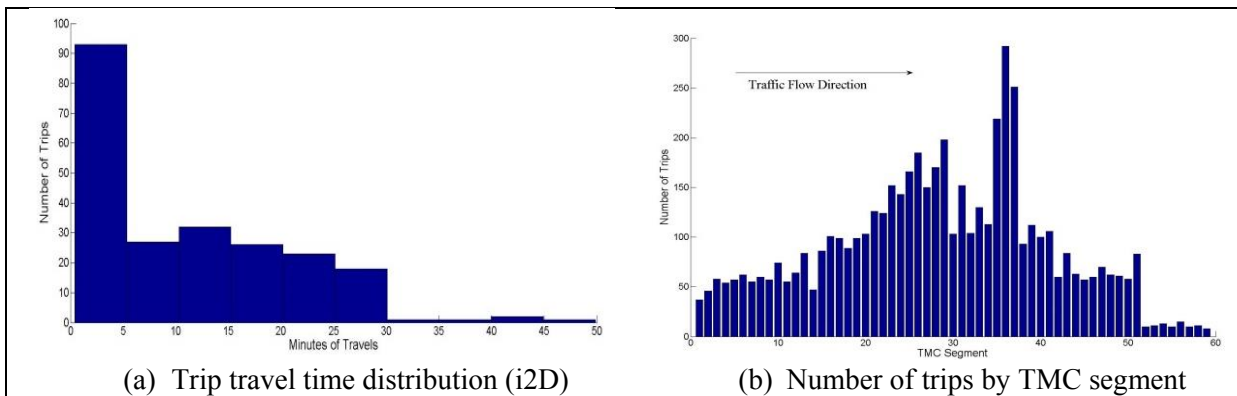 100
90
80
70
60
50
40
30
20
10
0
Number of Trips
0 5 10 15 20 25 30 35 40 45 50
Minutes of Travels
(a) Trip travel time distribution (i2D)
300
250
200
150
100
50
0
Number of Trips
Traffic Flow Direction
0 10 20 30 40 50 60
TMC Segment
(b) Number of trips by TMC segment